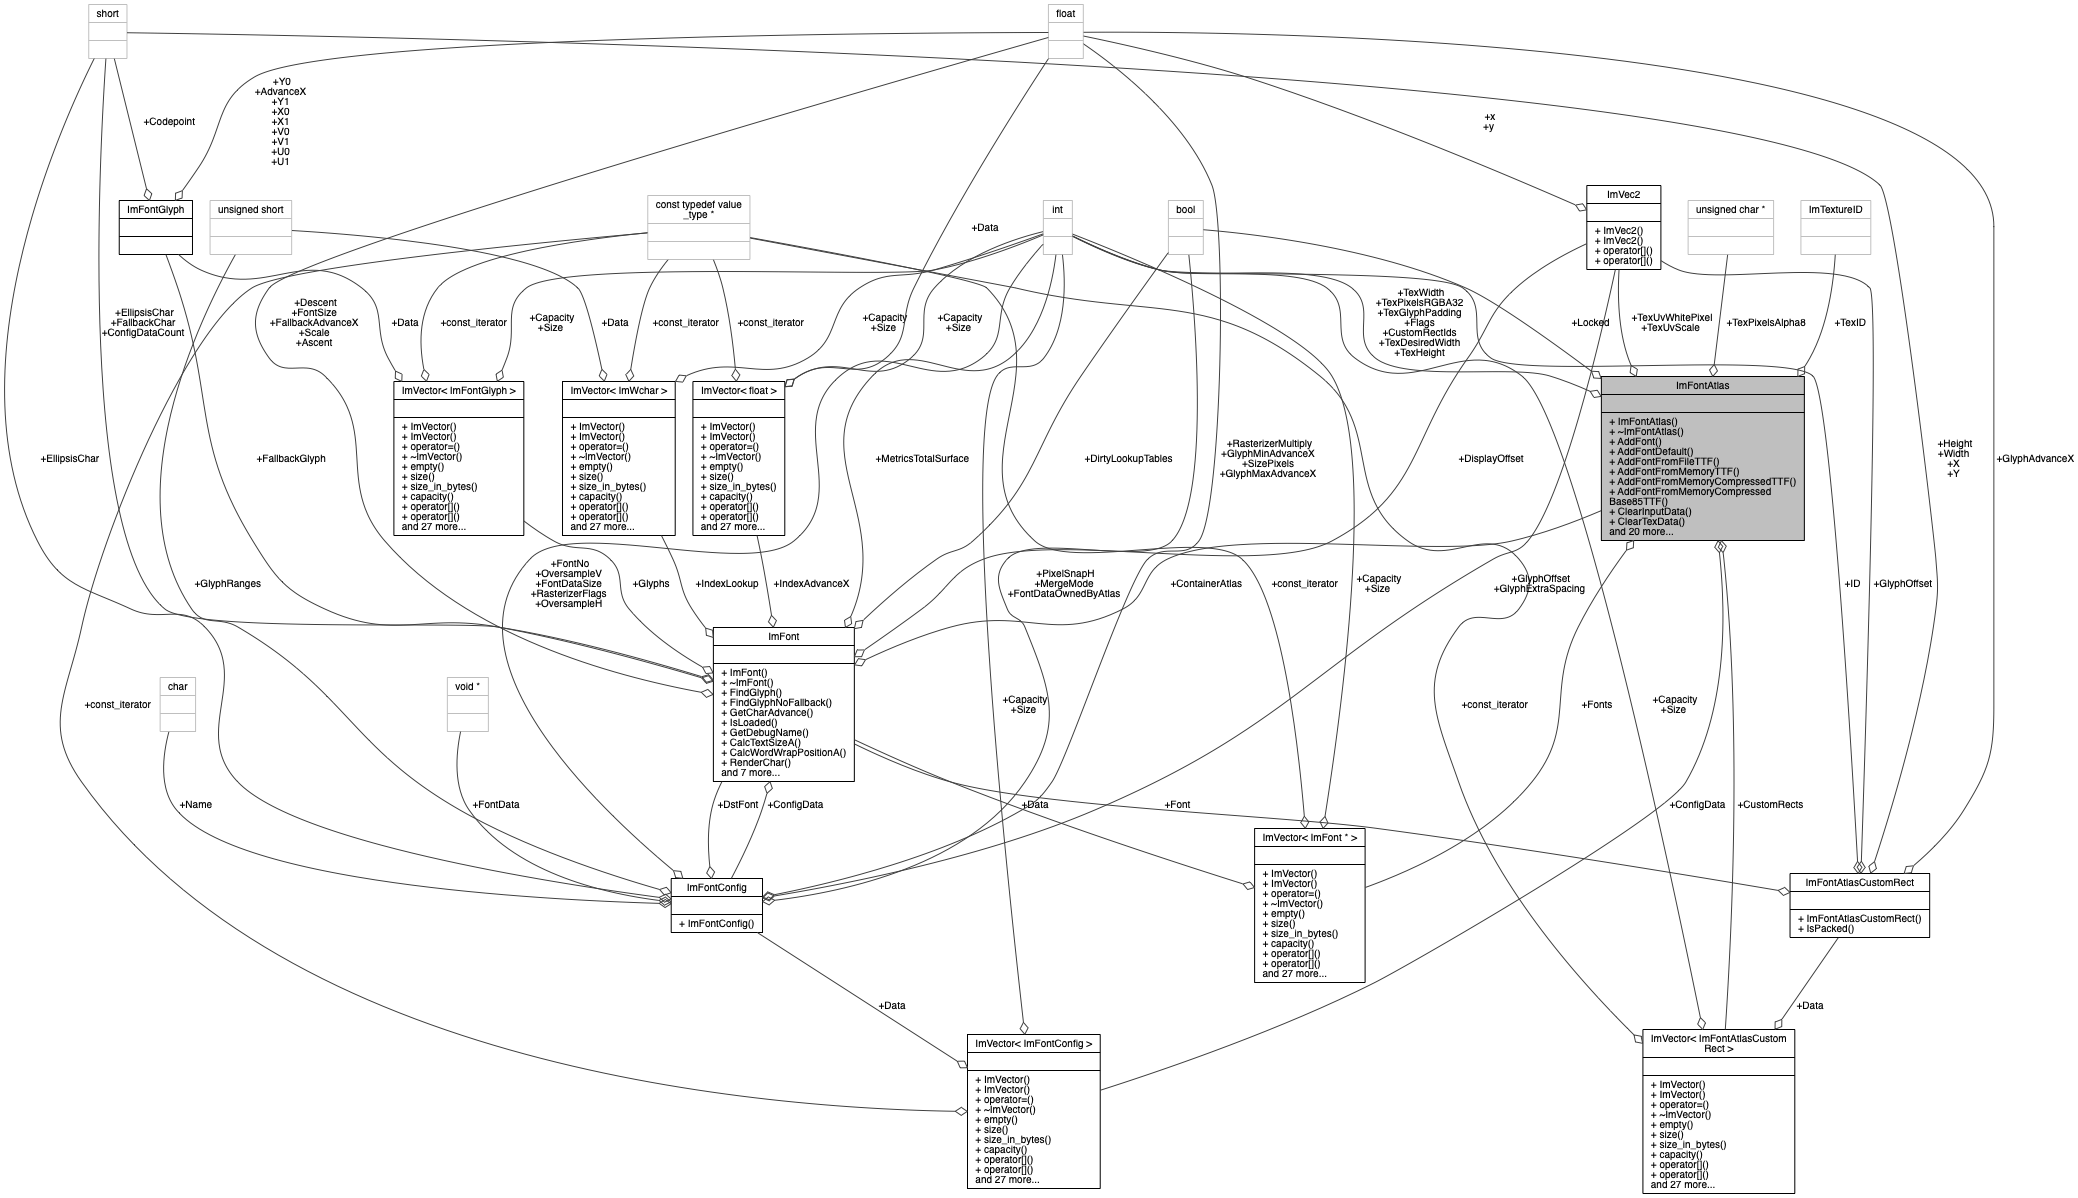 short
float
+Y0
+AdvanceX
+Y1
+X0
+X1
+V0
+V1
+U0
+U1
+Codepoint
+x
+y
ImFontGlyph
unsigned short
const typedef value
_type *
int
bool
ImVec2
+ ImVec2()
+ ImVec2()
+ operator[]()
+ operator[]()
unsigned char *
ImTextureID
+Data
+EllipsisChar
+FallbackChar
+ConfigDataCount
+Descent
+FontSize
+FallbackAdvanceX
+Scale
+Ascent
+Data
+const_iterator
+Capacity
+Size
+Data
+const_iterator
+const_iterator
+Capacity
+Size
+Capacity
+Size
+TexWidth
+TexPixelsRGBA32
+TexGlyphPadding
+Flags
+CustomRectIds
+TexDesiredWidth
+TexHeight
+Locked
+TexUvWhitePixel
+TexUvScale
+TexPixelsAlpha8
+TexID
ImVector< ImFontGlyph >
+ ImVector()
+ ImVector()
+ operator=()
+ ~ImVector()
+ empty()
+ size()
+ size_in_bytes()
+ capacity()
+ operator[]()
+ operator[]()
and 27 more...
ImVector< ImWchar >
+ ImVector()
+ ImVector()
+ operator=()
+ ~ImVector()
+ empty()
+ size()
+ size_in_bytes()
+ capacity()
+ operator[]()
+ operator[]()
and 27 more...
ImVector< float >
+ ImVector()
+ ImVector()
+ operator=()
+ ~ImVector()
+ empty()
+ size()
+ size_in_bytes()
+ capacity()
+ operator[]()
+ operator[]()
and 27 more...
ImFontAtlas
+ ImFontAtlas()
+ ~ImFontAtlas()
+ AddFont()
+ AddFontDefault()
+ AddFontFromFileTTF()
+ AddFontFromMemoryTTF()
+ AddFontFromMemoryCompressedTTF()
+ AddFontFromMemoryCompressed
Base85TTF()
+ ClearInputData()
+ ClearTexData()
and 20 more...
+EllipsisChar
+FallbackGlyph
+MetricsTotalSurface
+DirtyLookupTables
+RasterizerMultiply
+GlyphMinAdvanceX
+SizePixels
+GlyphMaxAdvanceX
+DisplayOffset
+Height
+Width
+X
+Y
+GlyphAdvanceX
+GlyphRanges
+FontNo
+OversampleV
+FontDataSize
+RasterizerFlags
+OversampleH
+Glyphs
+IndexLookup
+IndexAdvanceX
+PixelSnapH
+MergeMode
+FontDataOwnedByAtlas
+ContainerAtlas
+const_iterator
+Capacity
+Size
+GlyphOffset
+GlyphExtraSpacing
+ID
+GlyphOffset
ImFont
+ ImFont()
+ ~ImFont()
+ FindGlyph()
+ FindGlyphNoFallback()
+ GetCharAdvance()
+ IsLoaded()
+ GetDebugName()
+ CalcTextSizeA()
+ CalcWordWrapPositionA()
+ RenderChar()
and 7 more...
+const_iterator
char
void *
+Capacity
+Size
+const_iterator
+Fonts
+Capacity
+Size
+Name
+FontData
+DstFont
+ConfigData
+Data
+Font
+ConfigData
+CustomRects
ImVector< ImFont * >
+ ImVector()
+ ImVector()
+ operator=()
+ ~ImVector()
+ empty()
+ size()
+ size_in_bytes()
+ capacity()
+ operator[]()
+ operator[]()
and 27 more...
ImFontConfig
+ ImFontConfig()
ImFontAtlasCustomRect
+ ImFontAtlasCustomRect()
+ IsPacked()
+Data
+Data
ImVector< ImFontConfig >
+ ImVector()
+ ImVector()
+ operator=()
+ ~ImVector()
+ empty()
+ size()
+ size_in_bytes()
+ capacity()
+ operator[]()
+ operator[]()
and 27 more...
ImVector< ImFontAtlasCustom
Rect >
+ ImVector()
+ ImVector()
+ operator=()
+ ~ImVector()
+ empty()
+ size()
+ size_in_bytes()
+ capacity()
+ operator[]()
+ operator[]()
and 27 more...